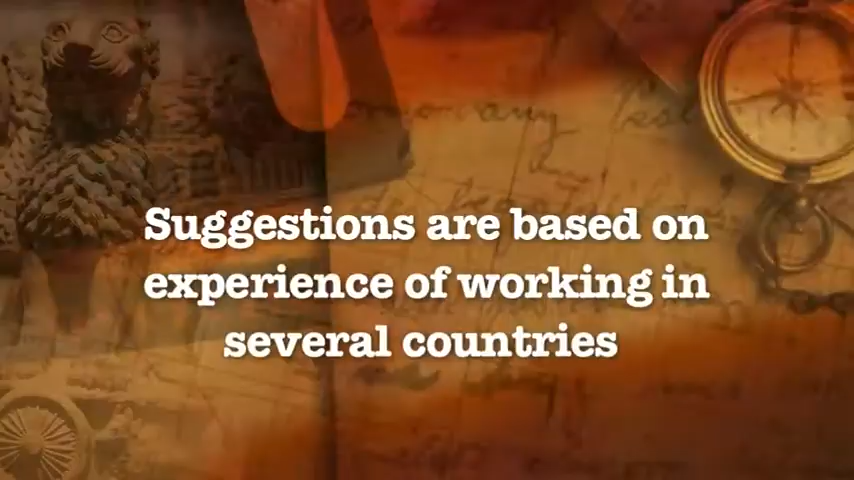 Suggestions are based on
experience of working in
several countries